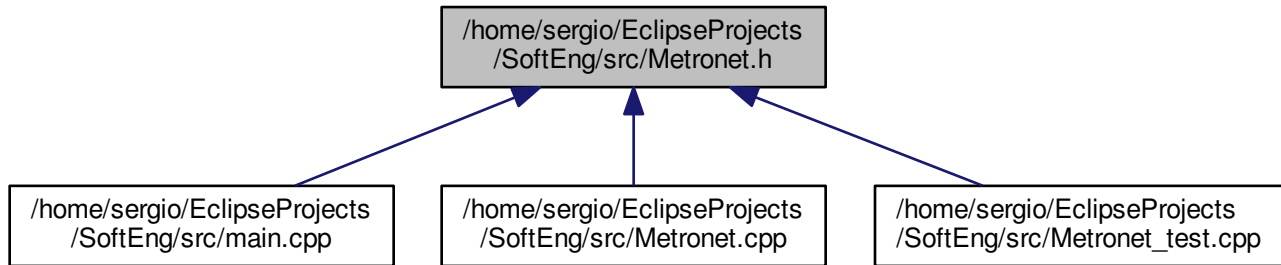 /home/sergio/EclipseProjects
/SoftEng/src/Metronet.h
/home/sergio/EclipseProjects
/SoftEng/src/main.cpp
/home/sergio/EclipseProjects
/SoftEng/src/Metronet.cpp
/home/sergio/EclipseProjects
/SoftEng/src/Metronet_test.cpp